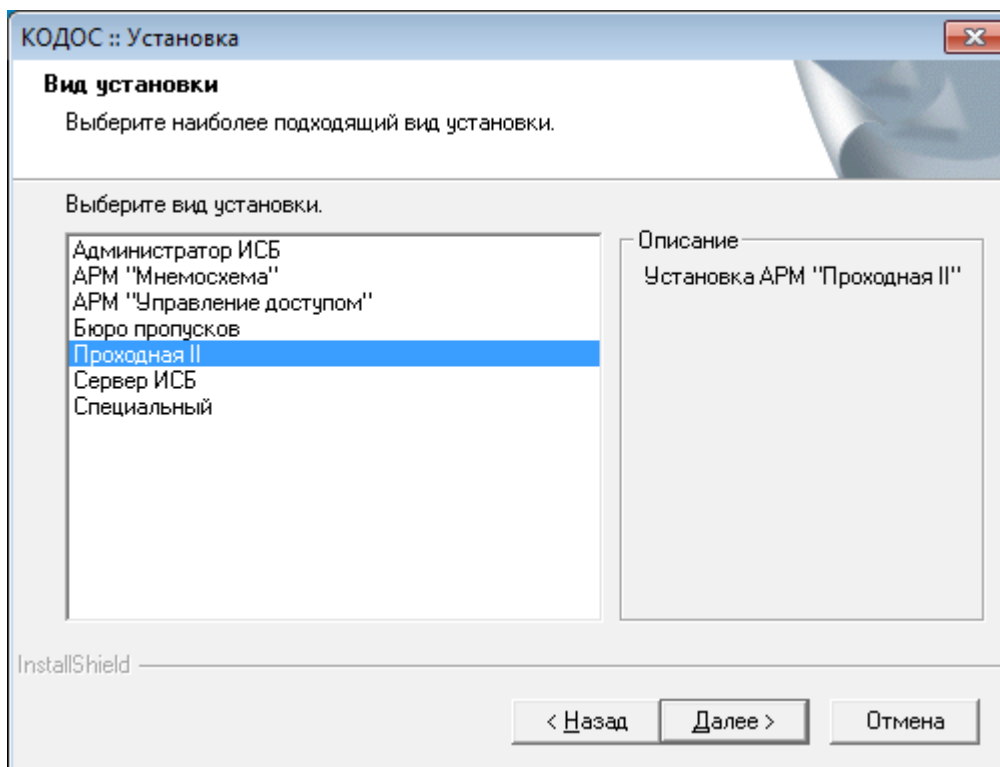 КОДОС :: Установка
Вид установки
Выберите наиболее подходящий вид установки.
Выберите вид установки.
Администратор ИСБ
АРМ "Мнемосхема"
АРМ "Управление доступом"
Бюро пропусков
Проходная II
Сервер ИСБ
Специальный
Описание
Установка АРМ "Проходная II"
InstallShield
< Назад
Далее >
Отмена